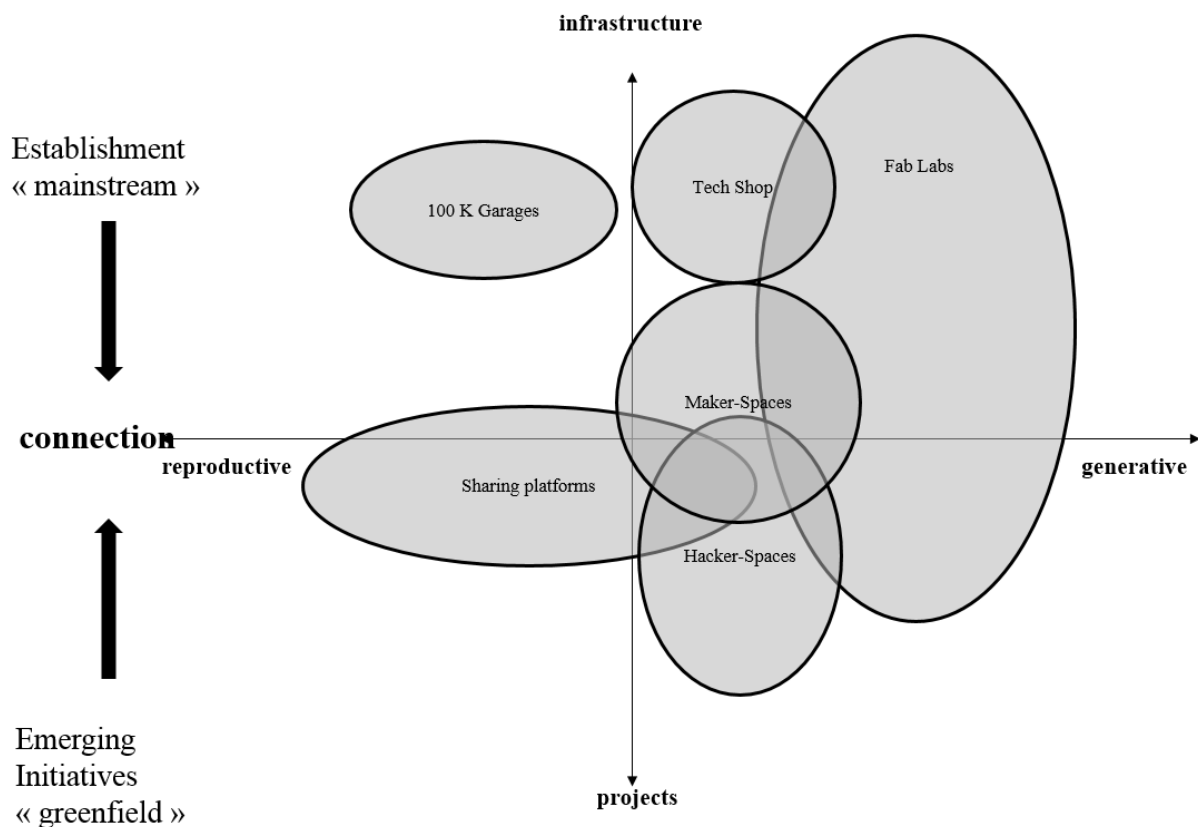 infrastructure
Establishment
« mainstream »
Fab Labs
Tech Shop
100 K Garages
Maker-Spaces
connection
reproductive
generative
Sharing platforms
Hacker-Spaces
Emerging
Initiatives
« greenfield »
projects